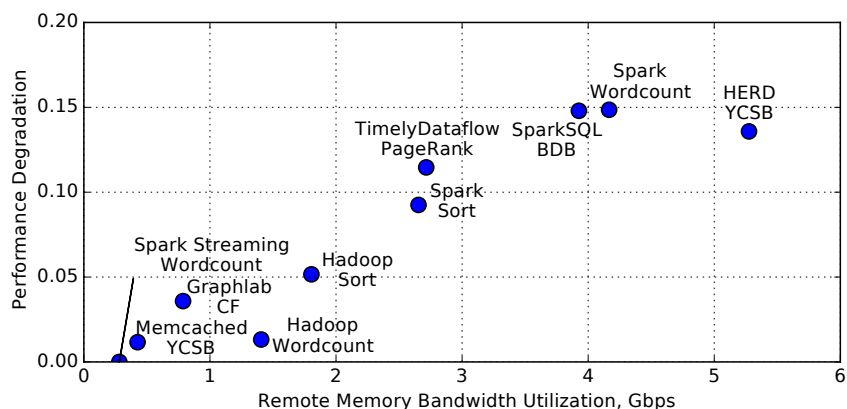 0.20
0.15
0.10
0.05
0.00
Performance Degradation
Spark
Wordcount
HERD
YCSB
SparkSQL
BDB
TimelyDataflow
PageRank
Spark
Sort
Spark Streaming
Wordcount
Hadoop
Sort
Graphlab
CF
Memcached
YCSB
Hadoop
Wordcount
0 1 2 3 4 5 6
Remote Memory Bandwidth Utilization, Gbps